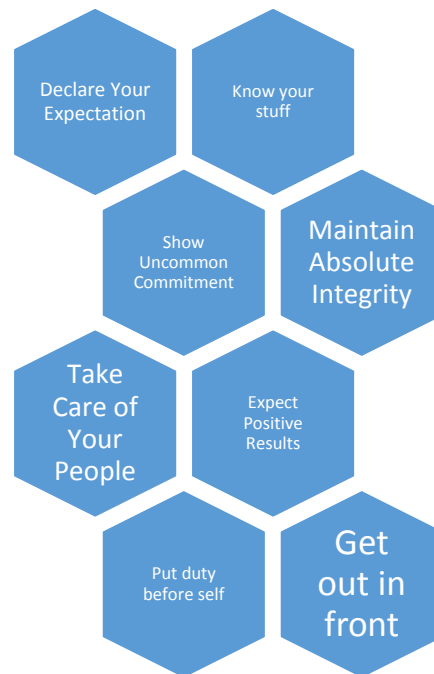 Declare Your
Expectation
Know your
stuff
Show
Uncommon
Commitment
Maintain
Absolute
Integrity
Take
Care of
Your
People
Expect
Positive
Results
Put duty
before self
Get
out in
front